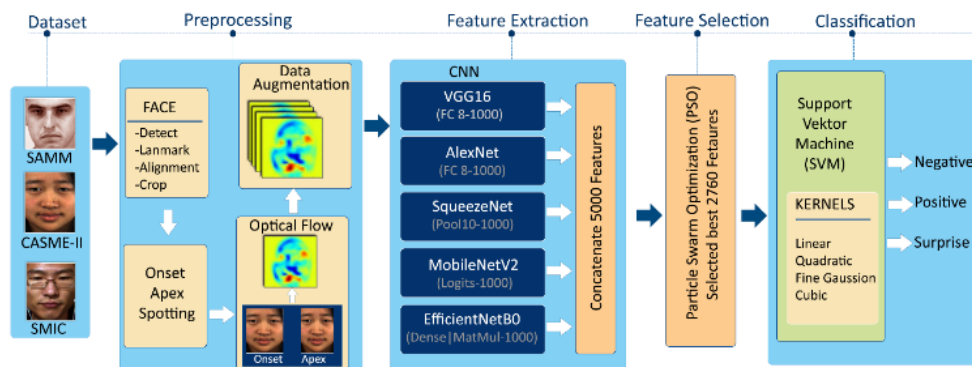 Dataset
Preprocessing
Feature Extraction
Feature Selection
Classification
SAMM
CASME-II
SMIC
FACE
-Detect
-Lanmark
-Alignment
-Crop
Onset
Apex
Spotting
Data
Augmentation
Optical Flow
Onset
Apex
CNN
VGG16
(FC 8-1000)
AlexNet
(FC 8-1000)
SqueezeNet
(Pool10-1000)
MobileNetV2
(Logits-1000)
EfficientNetB0
(Dense|MatMul-1000)
Concatenate 5000 Features
Particle Swarm Optimization (PSO)
Selected best 2760 Fetarures
Support
Vektor
Machine
(SVM)
KERNELS
Linear
Quadratic
Fine Gaussian
Cubic
Negative
Positive
Surprise